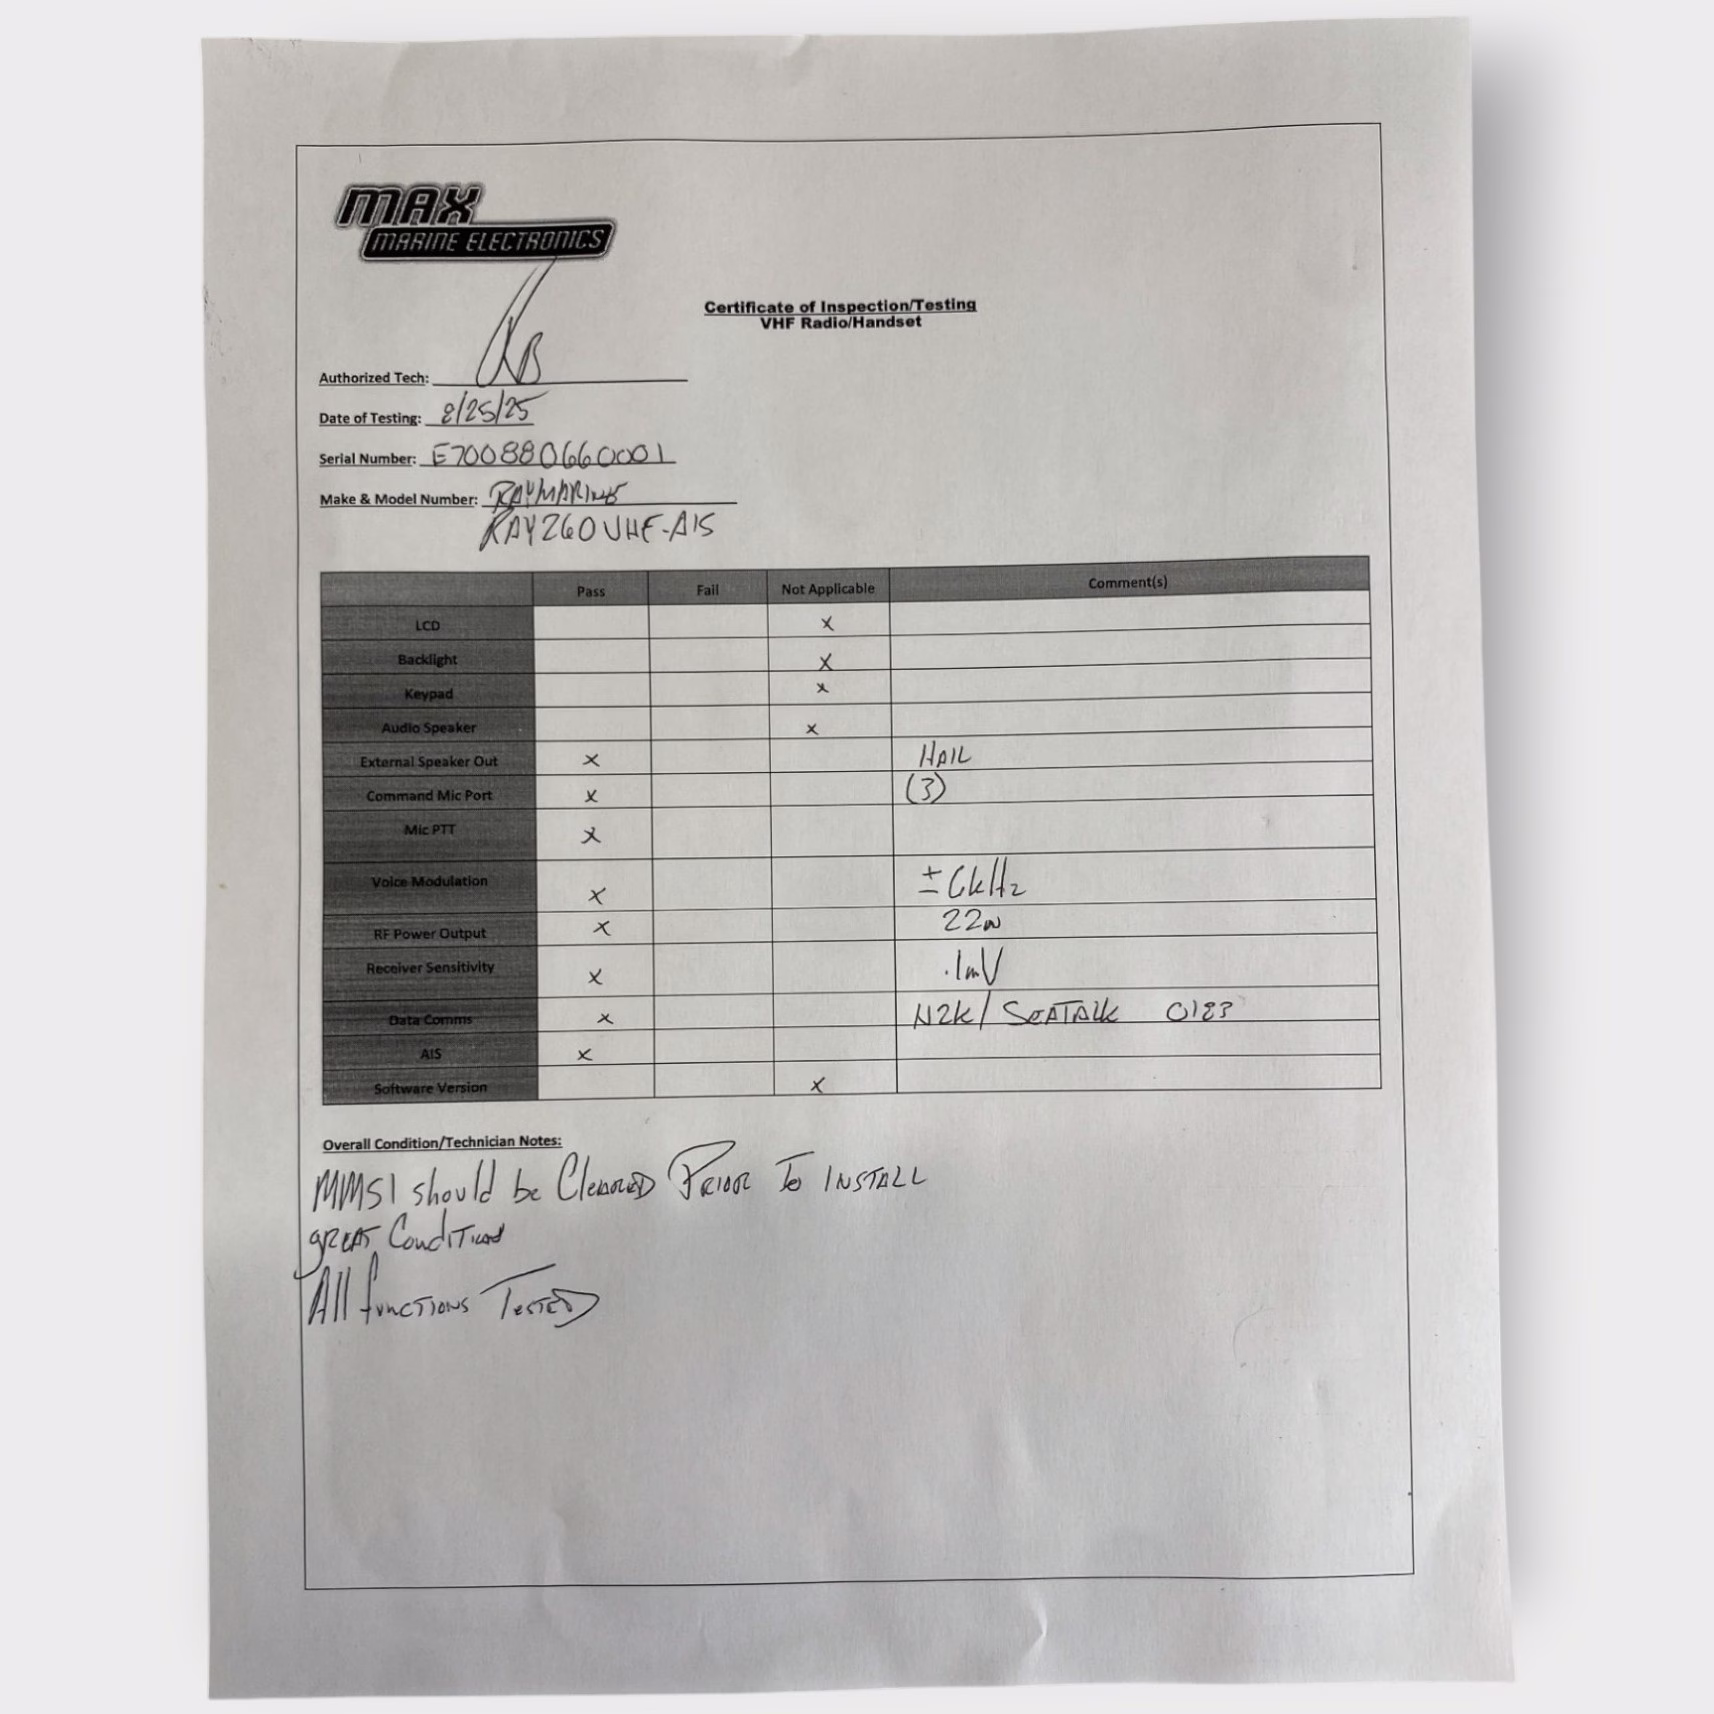 MAX
MARINE ELECTRONICS
Certificate of Inspection/Testing
VHF Radio/Handset
Authorized Tech:
Date of Testing: 8/25/25
Serial Number: E700880660001
Make & Model Number: RAYMARINE
RAY260VHF-AIS
Pass Fail Not Applicable Comment(s)
LCD X
Backlight X
Keypad X
Audio Speaker X
External Speaker Out X HAIL
Command Mic Port X (3)
Mic PTT X
Voice Modulation X ± 6kHz
RF Power Output X 22w
Receiver Sensitivity X .1mV
Data Comms X N2K/ SEATALK 0183
AIS X
Software Version X
Overall Condition/Technician Notes:
MMSI should be CleareD PRIOR To INSTALL
gREAT CondiTion
All functIONS TesTED